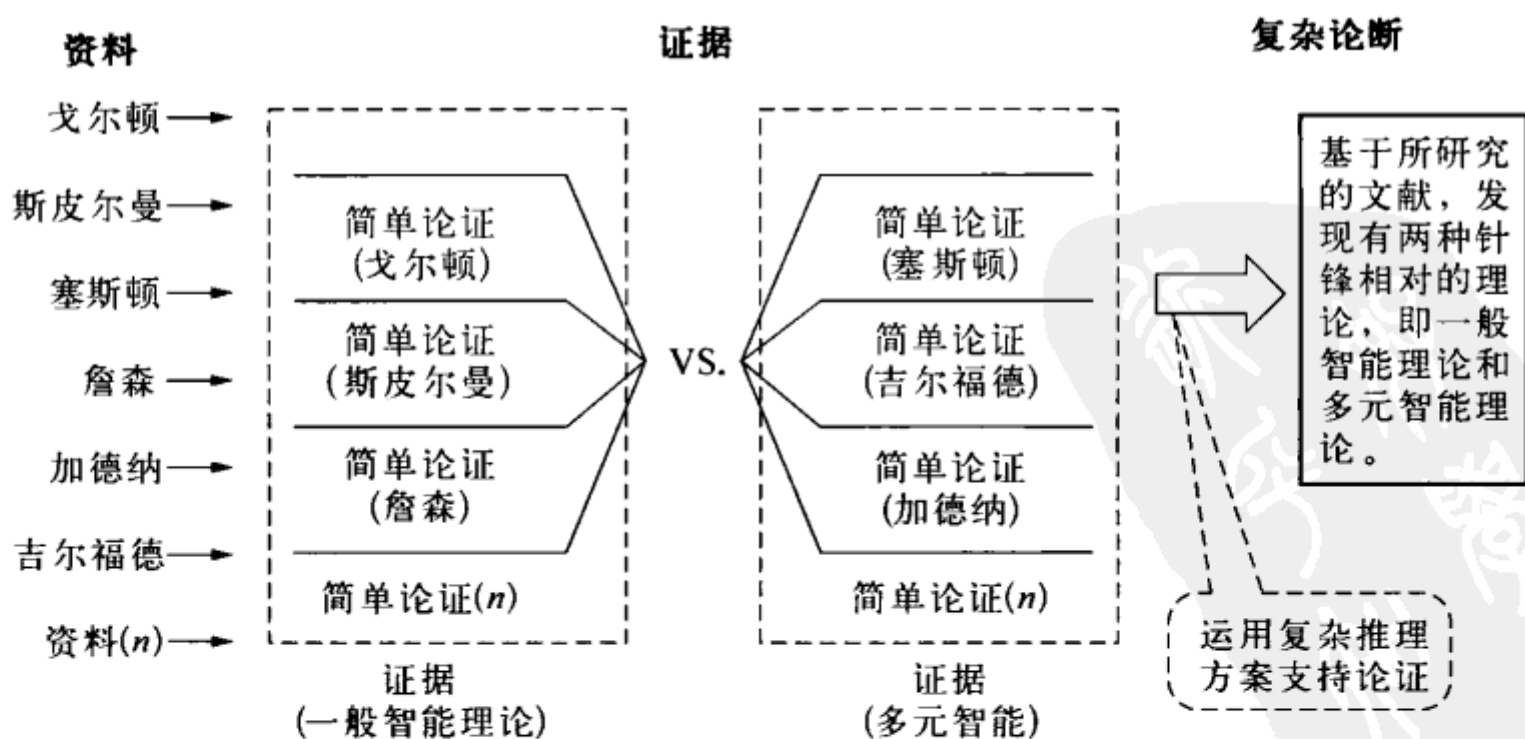 资料
证据
复杂论断
戈尔顿
斯皮尔曼
塞斯顿
詹森
加德纳
吉尔福德
资料(n)
简单论证
(戈尔顿)
简单论证
(斯皮尔曼)
简单论证
(詹森)
简单论证(n)
证据
(一般智能理论)
VS.
简单论证
(塞斯顿)
简单论证
(吉尔福德)
简单论证
(加德纳)
简单论证(n)
证据
(多元智能)
基于所研究
的文献，发
现有两种针
锋相对的理
论，即一般
智能理论和
多元智能理
论。
运用复杂推理
方案支持论证